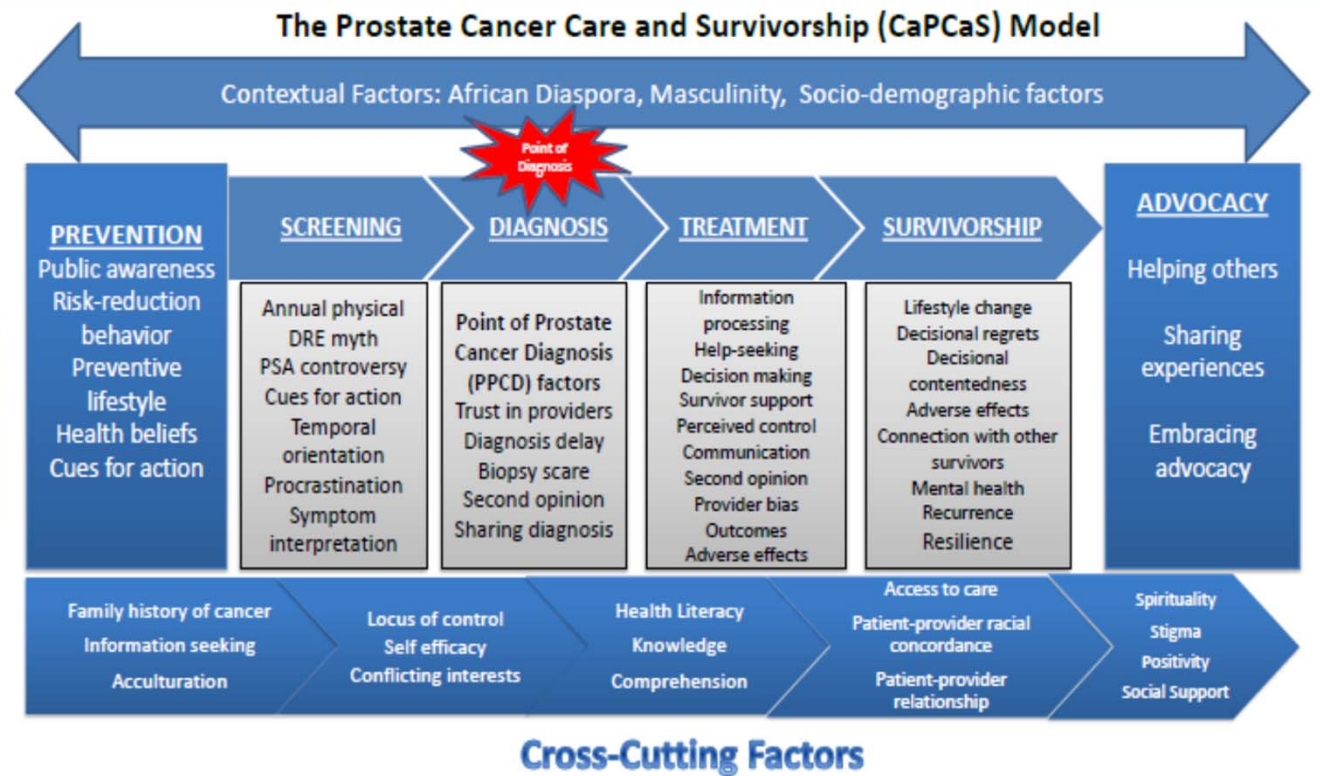 The Prostate Cancer Care and Survivorship (CaPCaS) Model
Contextual Factors: African Diaspora, Masculinity, Socio-demographic factors
Point of
Diagnosis
PREVENTION
Public awareness
Risk-reduction
behavior
Preventive
lifestyle
Health beliefs
Cues for action
SCREENING
Annual physical
DRE myth
PSA controversy
Cues for action
Temporal
orientation
Procrastination
Symptom
interpretation
DIAGNOSIS
Point of Prostate
Cancer Diagnosis
(PPCD) factors
Trust in providers
Diagnosis delay
Biopsy scare
Second opinion
Sharing diagnosis
TREATMENT
Information
processing
Help-seeking
Decision making
Survivor support
Perceived control
Communication
Second opinion
Provider bias
Outcomes
Adverse effects
SURVIVORSHIP
Lifestyle change
Decisional regrets
Decisional
contentedness
Adverse effects
Connection with other
survivors
Mental health
Recurrence
Resilience
ADVOCACY
Helping others
Sharing
experiences
Embracing
advocacy
Family history of cancer
Information seeking
Acculturation
Locus of control
Self efficacy
Conflicting interests
Health Literacy
Knowledge
Comprehension
Access to care
Patient-provider racial
concordance
Patient-provider
relationship
Spirituality
Stigma
Positivity
Social Support
Cross-Cutting Factors